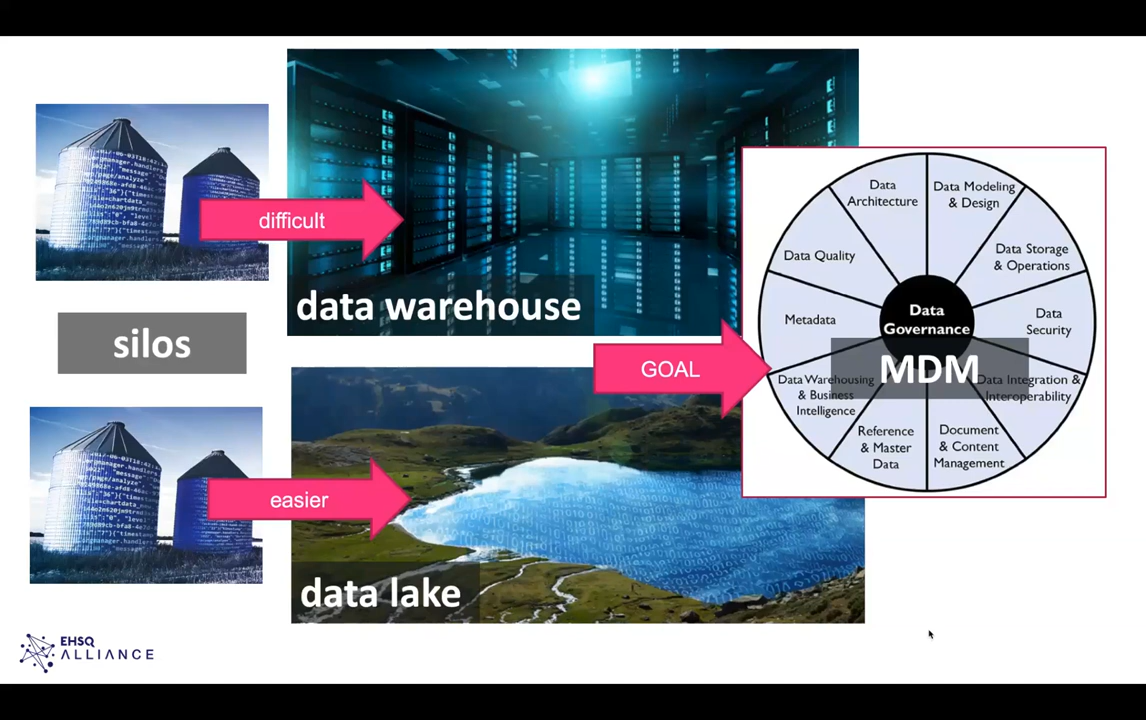 difficult
data warehouse
silos
easier
data lake
GOAL
Data
Architecture
Data Modeling
& Design
Data Quality
Data Storage
& Operations
Metadata
Data
Governance
Data
Security
MDM
Data Warehousing
& Business
Intelligence
Data Integration &
Interoperability
Reference
& Master
Data
Document
& Content
Management
EHSQ
ALLIANCE